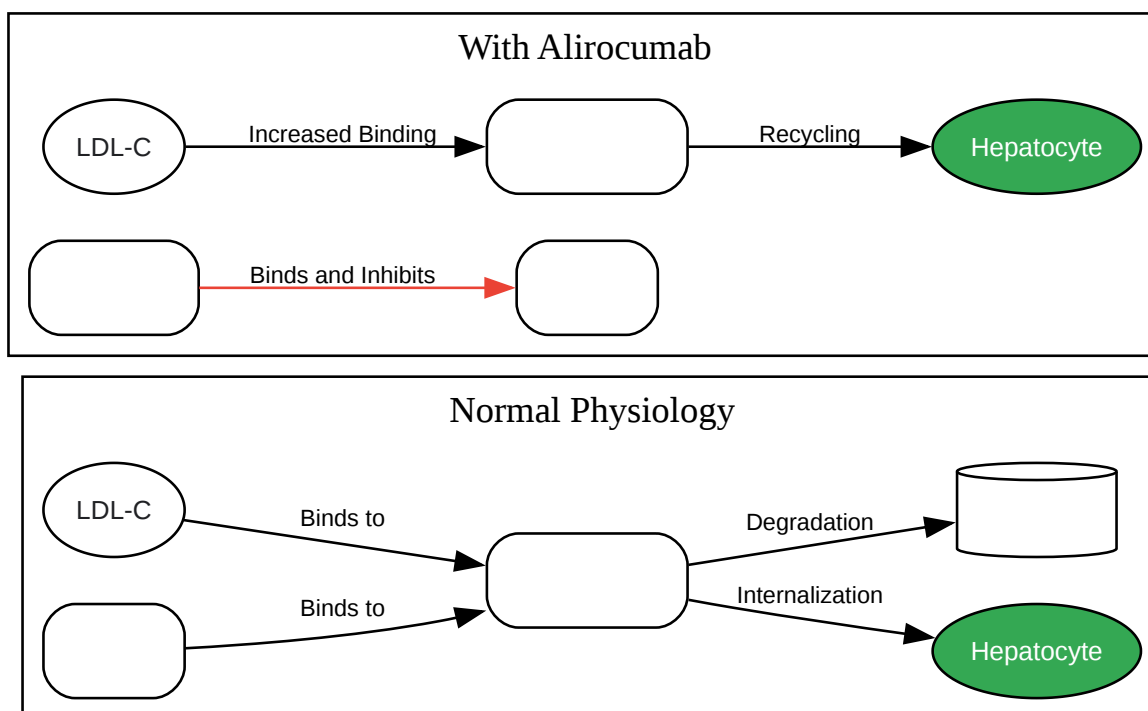 With Alirocumab
LDL-C
Increased Binding
Recycling
Hepatocyte
Binds and Inhibits
Normal Physiology
LDL-C
Binds to
Degradation
Binds to
Internalization
Hepatocyte